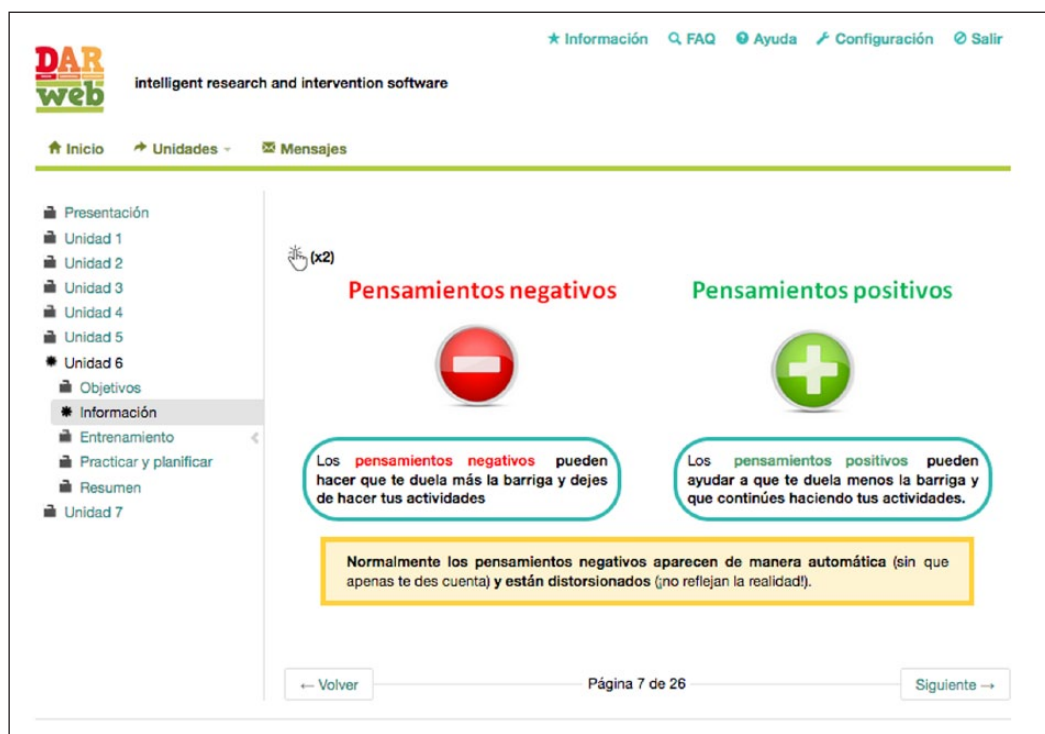 Información FAQ Ayuda Configuración Salir
DAR
web
intelligent research and intervention software
Inicio Unidades Mensajes
Presentación
Unidad 1
Unidad 2
Unidad 3
Unidad 4
Unidad 5
Unidad 6
Objetivos
Información
Entrenamiento
Practicar y planificar
Resumen
Unidad 7
(x2)
Pensamientos negativos
Pensamientos positivos
Los pensamientos negativos pueden
hacer que te duela más la barriga y dejes
de hacer tus actividades
Los pensamientos positivos pueden
ayudar a que te duela menos la barriga y
que continúes haciendo tus actividades.
Normalmente los pensamientos negativos aparecen de manera automática (sin que
apenas te des cuenta) y están distorsionados (¡no reflejan la realidad!).
← Volver
Página 7 de 26
Siguiente →